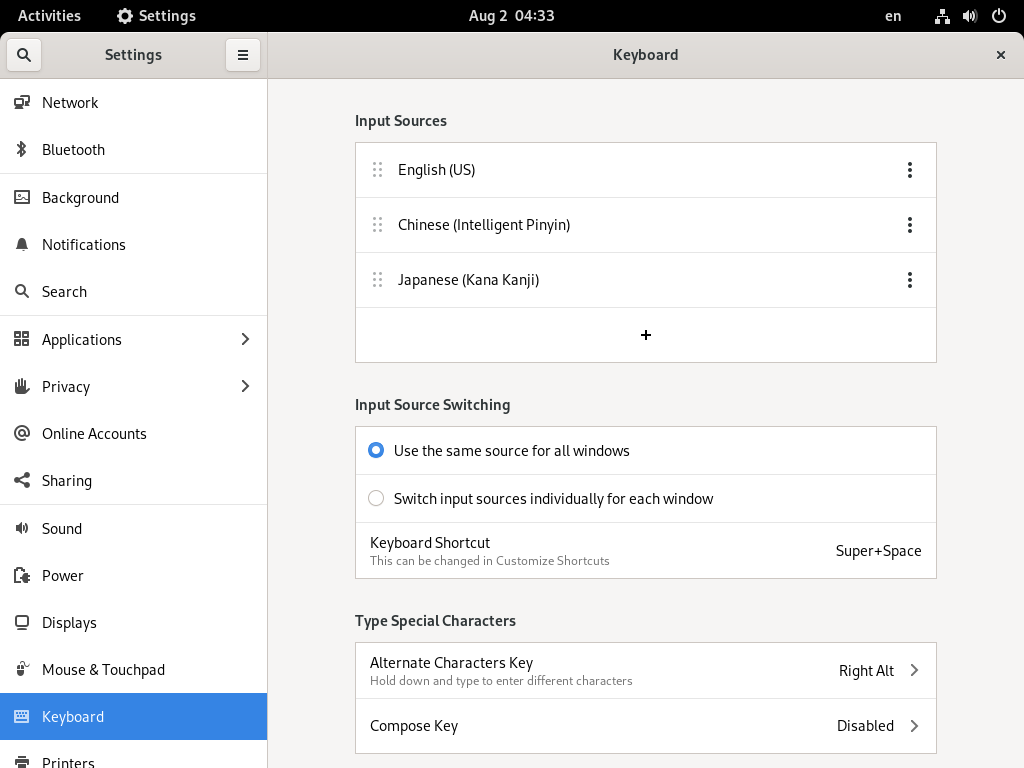 Activities
Settings
Aug 2 04:33
en
Settings
Keyboard
Network
Bluetooth
Background
Notifications
Search
Applications
Privacy
Online Accounts
Sharing
Sound
Power
Displays
Mouse & Touchpad
Keyboard
Printers
Input Sources
English (US)
Chinese (Intelligent Pinyin)
Japanese (Kana Kanji)
Input Source Switching
Use the same source for all windows
Switch input sources individually for each window
Keyboard Shortcut
This can be changed in Customize Shortcuts
Super+Space
Type Special Characters
Alternate Characters Key
Hold down and type to enter different characters
Right Alt
Compose Key
Disabled